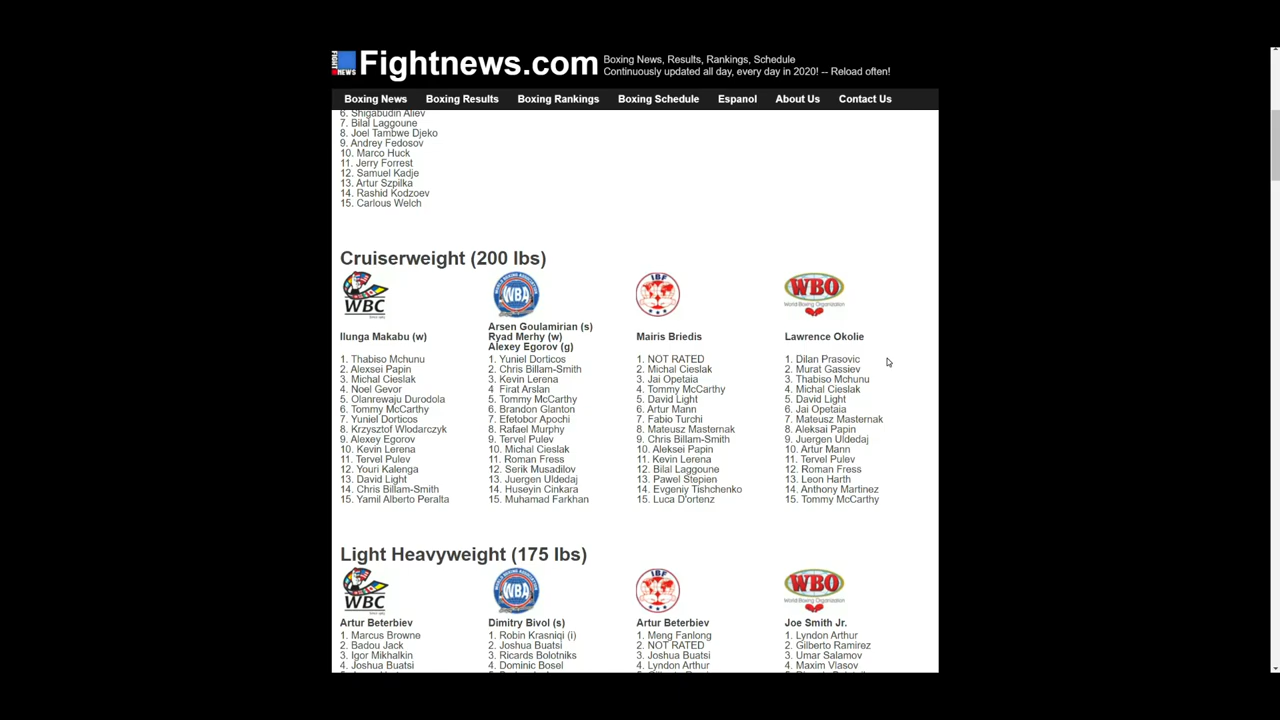 FIGHT NEWS
Fightnews.com
Boxing News, Results, Rankings, Schedule
Continuously updated all day, every day in 2020! -- Reload often!
Boxing News Boxing Results Boxing Rankings Boxing Schedule Espanol About Us Contact Us
6. Shigabudin Aliev
7. Bilal Laggoune
8. Joel Tambwe Djeko
9. Andrey Fedosov
10. Marco Huck
11. Jerry Forrest
12. Samuel Kadje
13. Artur Szpilka
14. Rashid Kodzoev
15. Carlous Welch
Cruiserweight (200 lbs)
WBC
Ilunga Makabu (w)
1. Thabiso Mchunu
2. Alexsei Papin
3. Michal Cieslak
4. Noel Gevor
5. Olanrewaju Durodola
6. Tommy McCarthy
7. Yuniel Dorticos
8. Krzysztof Wlodarczyk
9. Alexey Egorov
10. Kevin Lerena
11. Tervel Pulev
12. Youri Kalenga
13. David Light
14. Chris Billam-Smith
15. Yamil Alberto Peralta
WBA
Arsen Goulamirian (s)
Ryad Merhy (w)
Alexey Egorov (g)
1. Yuniel Dorticos
2. Chris Billam-Smith
3. Kevin Lerena
4 Firat Arslan
5. Tommy McCarthy
6. Brandon Glanton
7. Efetobor Apochi
8. Rafael Murphy
9. Tervel Pulev
10. Michal Cieslak
11. Roman Fress
12. Serik Musadilov
13. Juergen Uldedaj
14. Huseyin Cinkara
15. Muhamad Farkhan
IBF
Mairis Briedis
1. NOT RATED
2. Michal Cieslak
3. Jai Opetaia
4. Tommy McCarthy
5. David Light
6. Artur Mann
7. Fabio Turchi
8. Mateusz Masternak
9. Chris Billam-Smith
10. Aleksei Papin
11. Kevin Lerena
12. Bilal Laggoune
13. Pawel Stepien
14. Evgeniy Tishchenko
15. Luca D'ortenz
WBO
World Boxing Organization
Lawrence Okolie
1. Dilan Prasovic
2. Murat Gassiev
3. Thabiso Mchunu
4. Michal Cieslak
5. David Light
6. Jai Opetaia
7. Mateusz Masternak
8. Aleksai Papin
9. Juergen Uldedaj
10. Artur Mann
11. Tervel Pulev
12. Roman Fress
13. Leon Harth
14. Anthony Martinez
15. Tommy McCarthy
Light Heavyweight (175 lbs)
WBC
Artur Beterbiev
1. Marcus Browne
2. Badou Jack
3. Igor Mikhalkin
4. Joshua Buatsi
WBA
Dimitry Bivol (s)
1. Robin Krasniqi (i)
2. Joshua Buatsi
3. Ricards Bolotniks
4. Dominic Bosel
IBF
Artur Beterbiev
1. Meng Fanlong
2. NOT RATED
3. Joshua Buatsi
4. Lyndon Arthur
WBO
World Boxing Organization
Joe Smith Jr.
1. Lyndon Arthur
2. Gilberto Ramirez
3. Umar Salamov
4. Maxim Vlasov